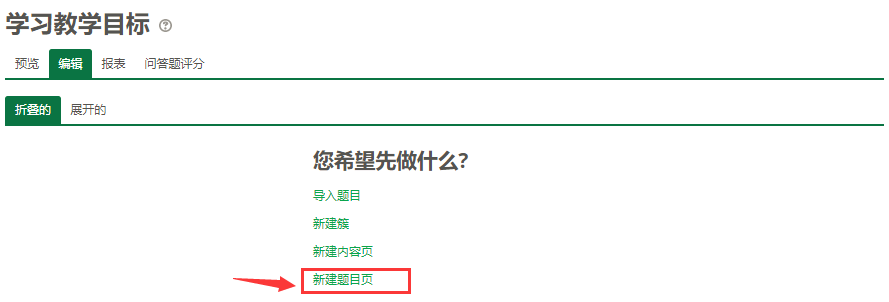 学习教学目标
预览 编辑 报表 问答题评分
折叠的 展开的
您希望先做什么?
导入题目
新建簇
新建内容页
新建题目页